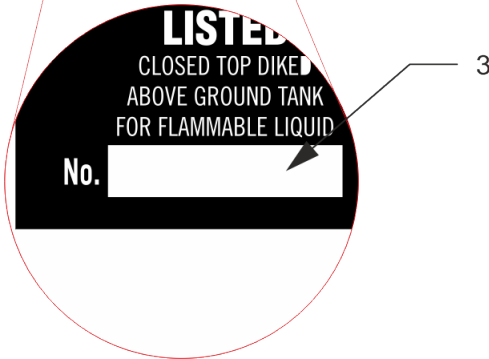 LISTED
CLOSED TOP DIKED
ABOVE GROUND TANK
FOR FLAMMABLE LIQUID
No.
3